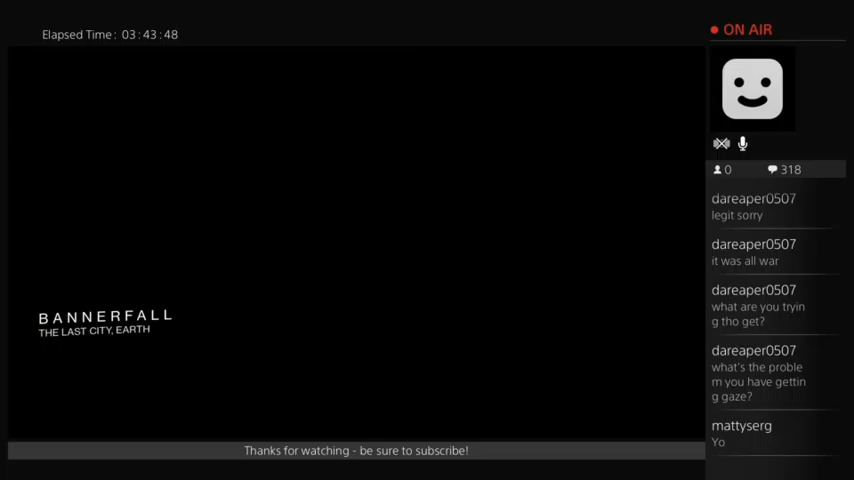 Elapsed Time: 03:43:48
ON AIR
0
318
dareaper0507
legit sorry
dareaper0507
it was all war
dareaper0507
what are you tryin
g tho get?
dareaper0507
what's the proble
m you have gettin
g gaze?
mattyserg
Yo
BANNERFALL
THE LAST CITY, EARTH
Thanks for watching - be sure to subscribe!